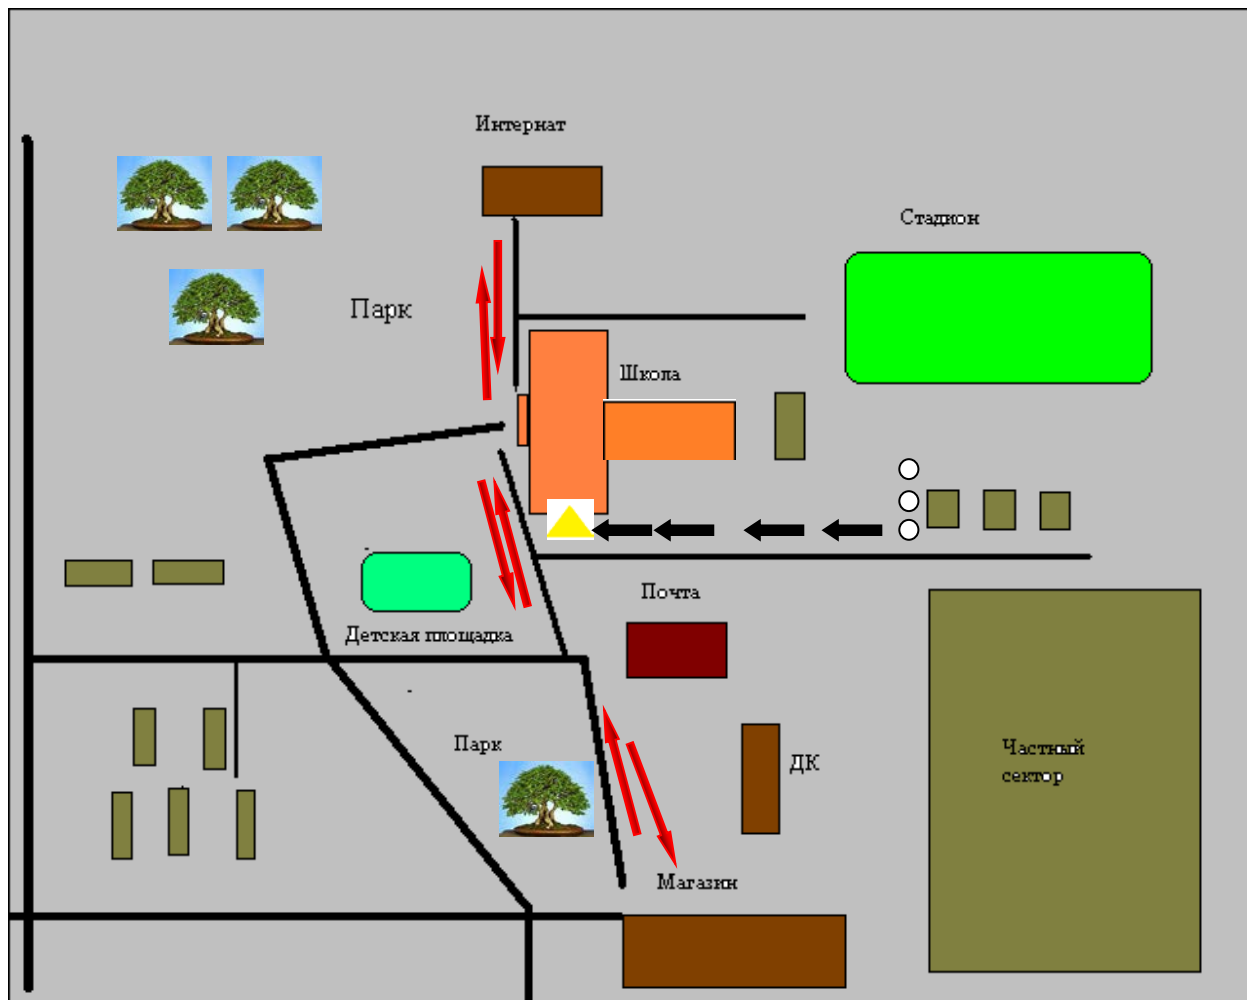 Интернат
Стадион
Парк
Школа
Почта
Детская площадка
Парк
ДК
Частный
сектор
Магазин